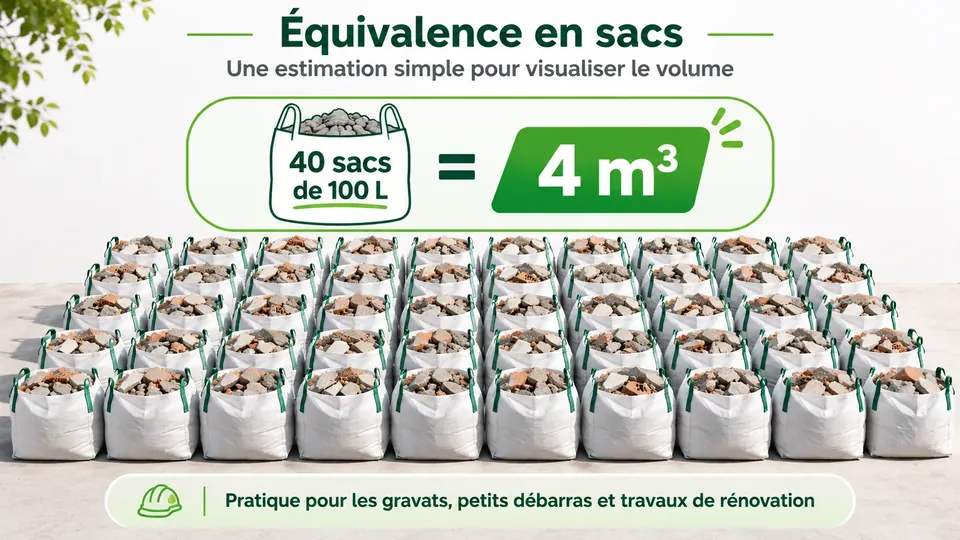 Équivalence en sacs
Une estimation simple pour visualiser le volume
40 sacs
de 100 L
=
4 m³
Pratique pour les gravats, petits débarras et travaux de rénovation